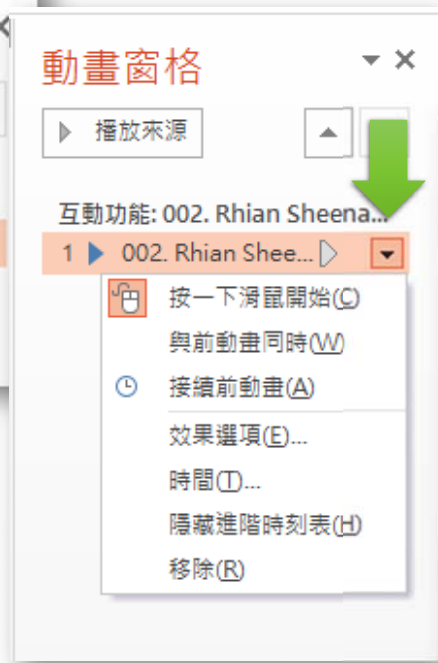 動畫窗格
播放來源
互動功能: 002. Rhian Sheena...
1 002. Rhian Shee...
按一下滑鼠開始(C)
與前動畫同時(W)
接續前動畫(A)
效果選項(E)...
時間(T)...
隱藏進階時刻表(H)
移除(R)